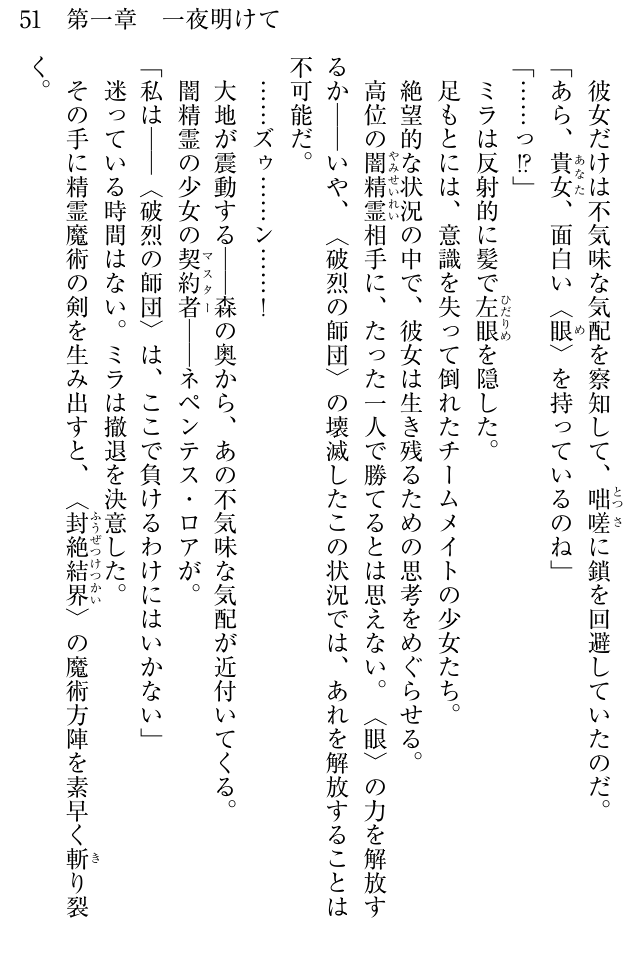 51　第一章　一夜明けて
彼女だけは不気味な気配を察知して、咄嗟に鎖を回避していたのだ。
「あら、貴女、面白い〈眼〉を持っているのね」
「……っ!?」
ミラは反射的に髪で左眼を隠した。
足もとには、意識を失って倒れたチームメイトの少女たち。
絶望的な状況の中で、彼女は生き残るための思考をめぐらせる。
高位の闇精霊相手に、たった一人で勝てるとは思えない。〈眼〉の力を解放す
るか――いや、〈破烈の師団〉の壊滅したこの状況では、あれを解放することは
不可能だ。
……ズゥ……ン……！
大地が震動する――森の奥から、あの不気味な気配が近付いてくる。
闇精霊の少女の契約者――ネペンテス・ロアが。
「私は――〈破烈の師団〉は、ここで負けるわけにはいかない」
迷っている時間はない。ミラは撤退を決意した。
その手に精霊魔術の剣を生み出すと、〈封絶結界〉の魔術方陣を素早く斬り裂
く。